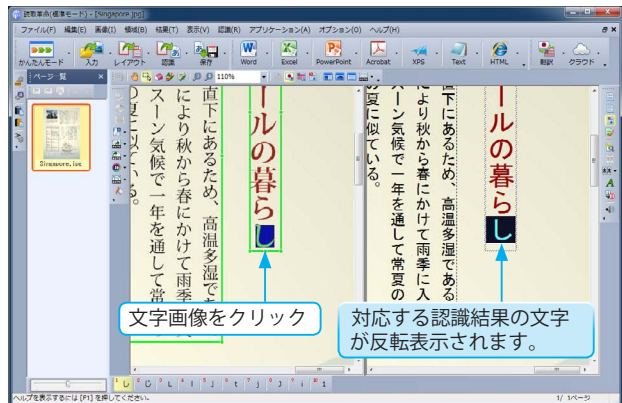 読取革命(標準モード) - [Singapore.jpg]
ファイル(F) 編集(E) 画像(I) 領域(B) 結果(T) 表示(V) 認識(R) アプリケーション(A) オプション(O) ヘルプ(H)
かんたんモード 入力 レイアウト 認識 保存 Word Excel PowerPoint Acrobat XPS Text HTML 翻訳 クラウド
ページ一覧
110%
Singapore.jpg
ールの暮らし
直下にあるため、高温多湿で
により秋から春にかけて雨季
スーン気候で一年を通して常
の夏に似ている。
ールの暮らし
直下にあるため、高温多湿である
により秋から春にかけて雨季に入
スーン気候で一年を通して常夏の
の夏に似ている。
文字画像をクリック
対応する認識結果の文字
が反転表示されます。
ヘルプを表示するには [F1] を押してください。
1/ 1ページ